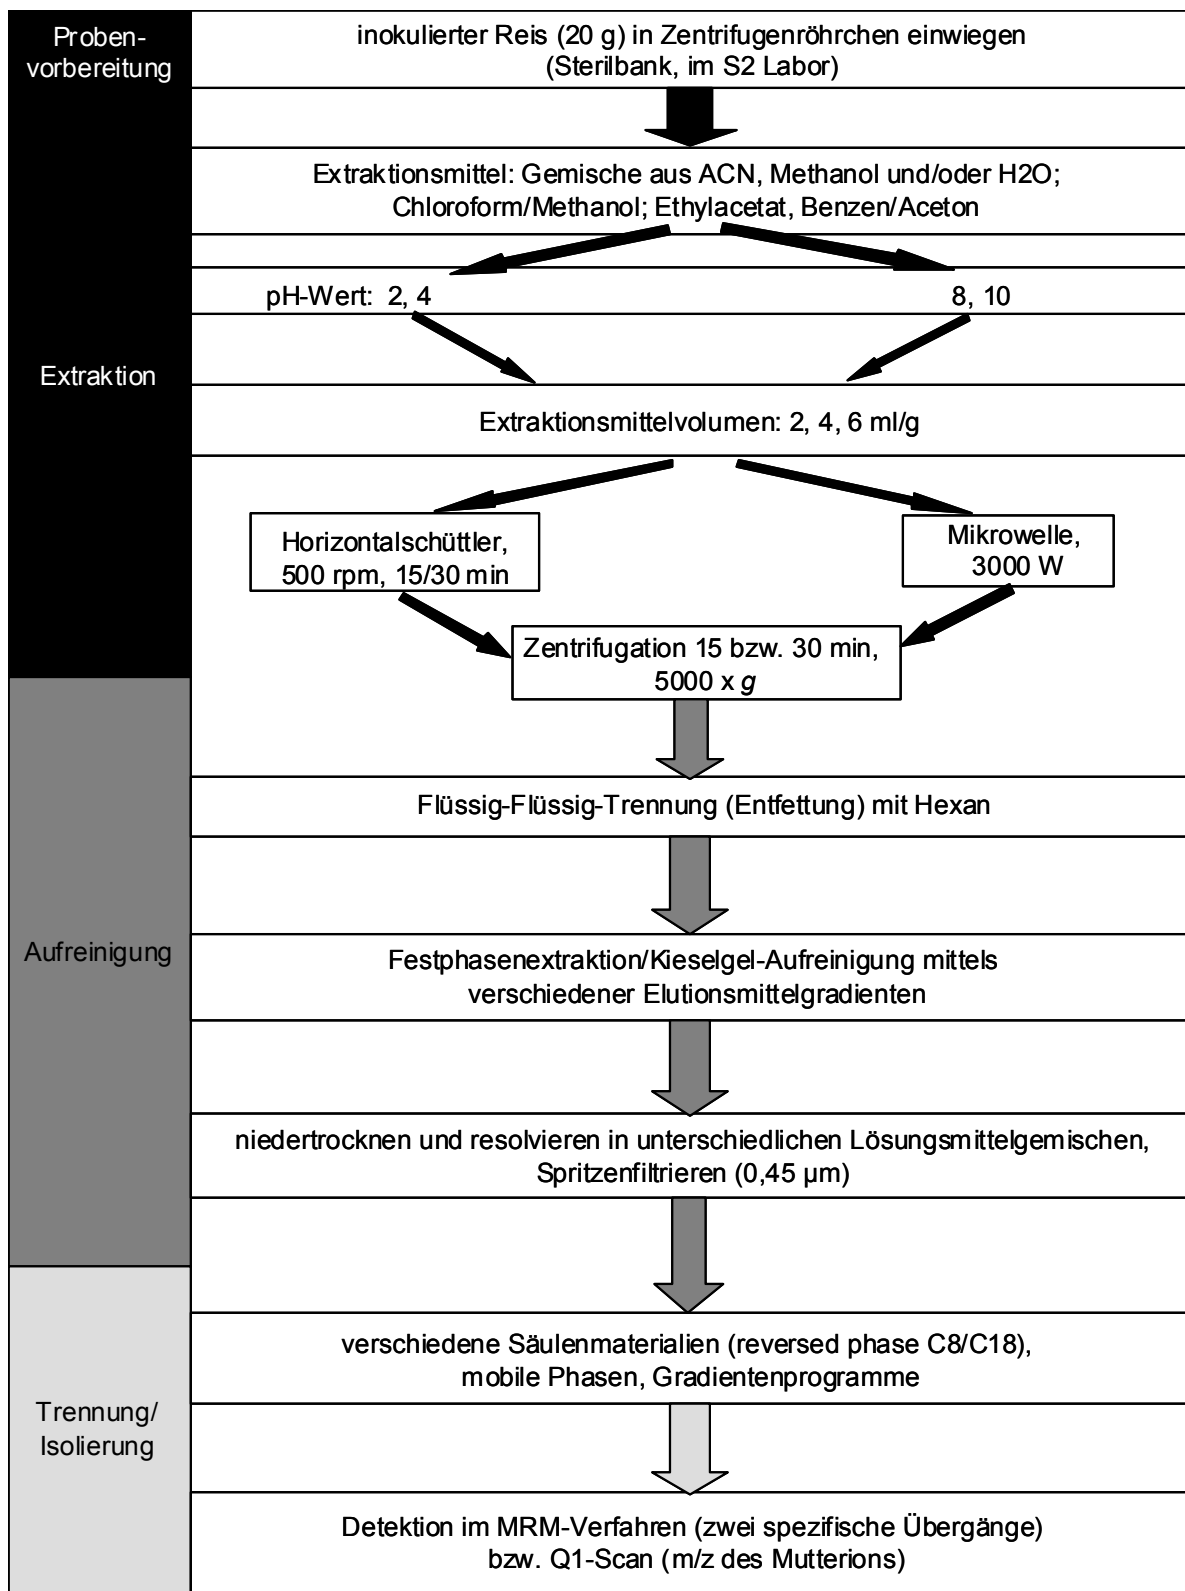 Proben-
vorbereitung
inokulierter Reis (20 g) in Zentrifugenröhrchen einwiegen
(Sterilbank, im S2 Labor)
Extraktion
Extraktionsmittel: Gemische aus ACN, Methanol und/oder H2O;
Chloroform/Methanol; Ethylacetat, Benzen/Aceton
pH-Wert: 2, 4
8, 10
Extraktionsmittelvolumen: 2, 4, 6 ml/g
Horizontalschüttler,
500 rpm, 15/30 min
Mikrowelle,
3000 W
Zentrifugation 15 bzw. 30 min,
5000 x g
Aufreinigung
Flüssig-Flüssig-Trennung (Entfettung) mit Hexan
Festphasenextraktion/Kieselgel-Aufreinigung mittels
verschiedener Elutionsmittelgradienten
niedertrocknen und resolvieren in unterschiedlichen Lösungsmittelgemischen,
Spritzenfiltrieren (0,45 µm)
Trennung/
Isolierung
verschiedene Säulenmaterialien (reversed phase C8/C18),
mobile Phasen, Gradientenprogramme
Detektion im MRM-Verfahren (zwei spezifische Übergänge)
bzw. Q1-Scan (m/z des Mutterions)